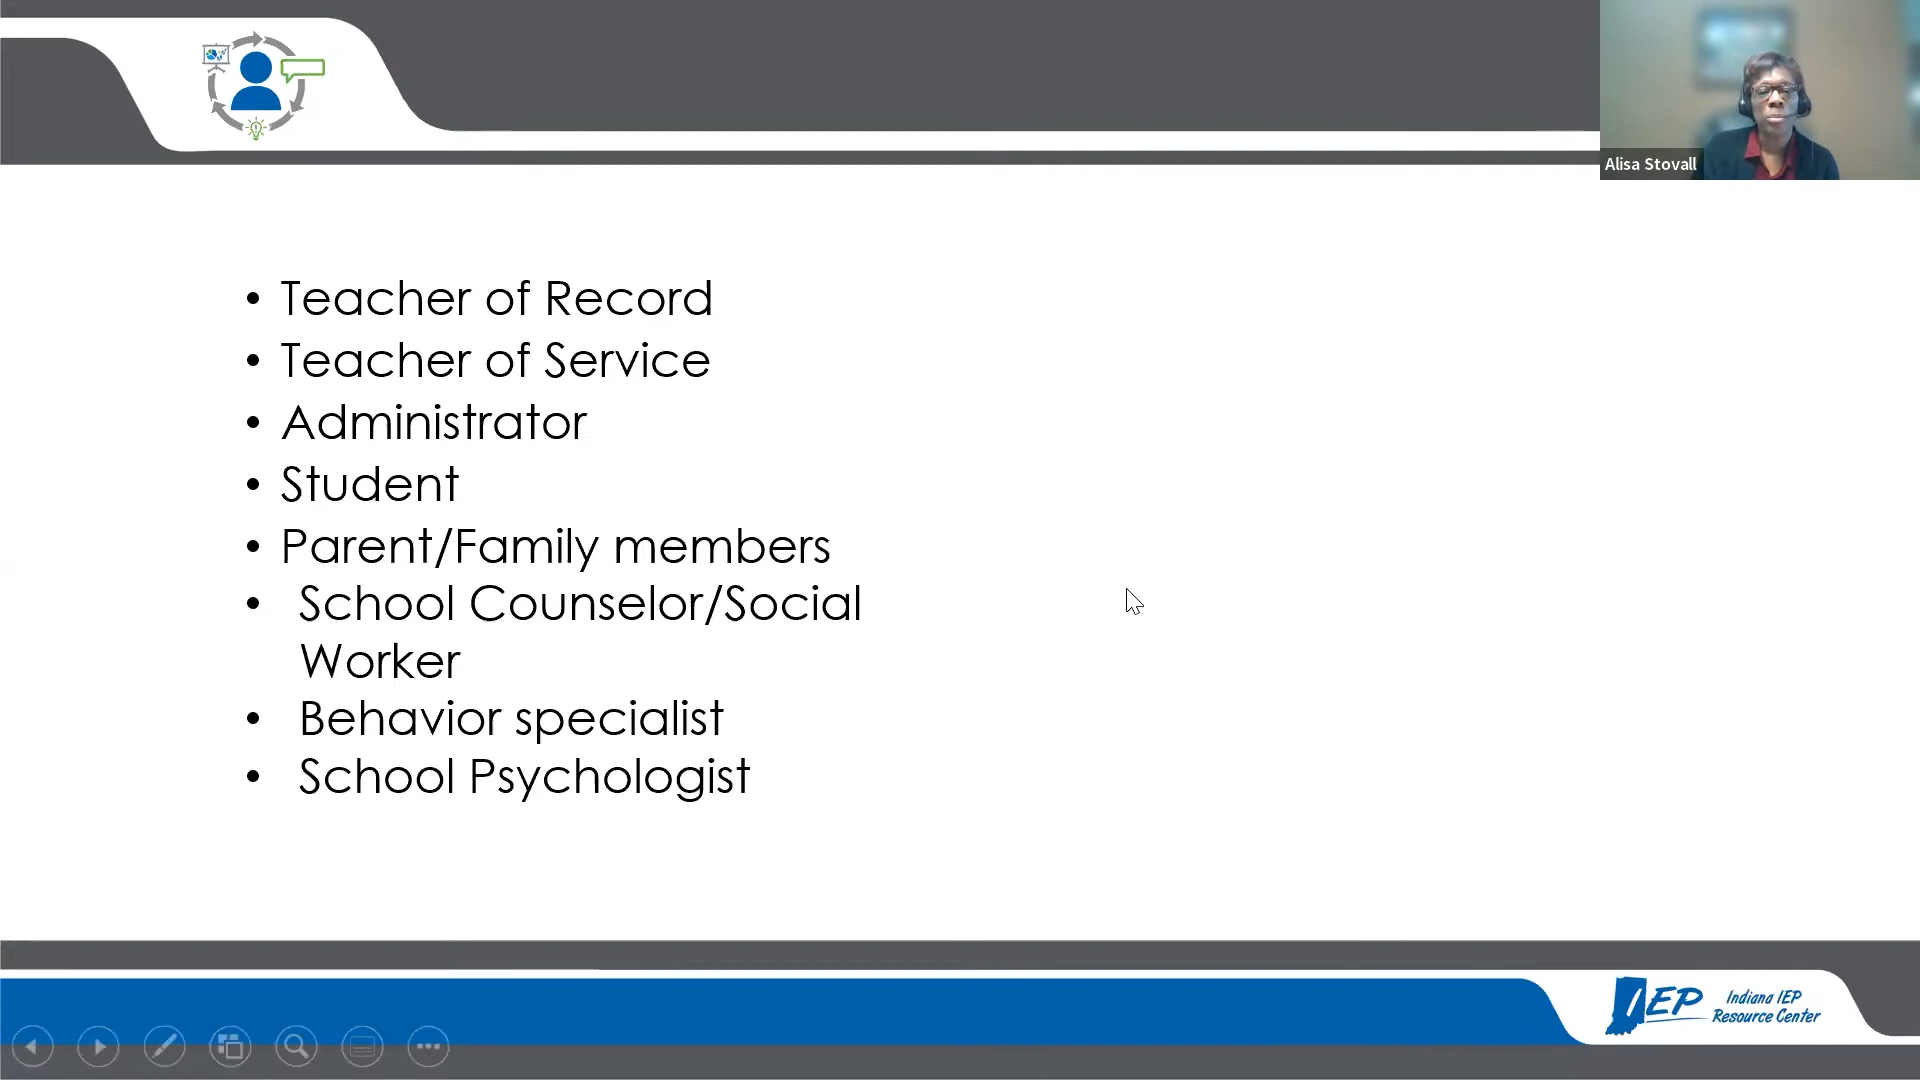 Alisa Stovall
• Teacher of Record
• Teacher of Service
• Administrator
• Student
• Parent/Family members
• School Counselor/Social
Worker
• Behavior specialist
• School Psychologist
IEP
Indiana IEP
Resource Center